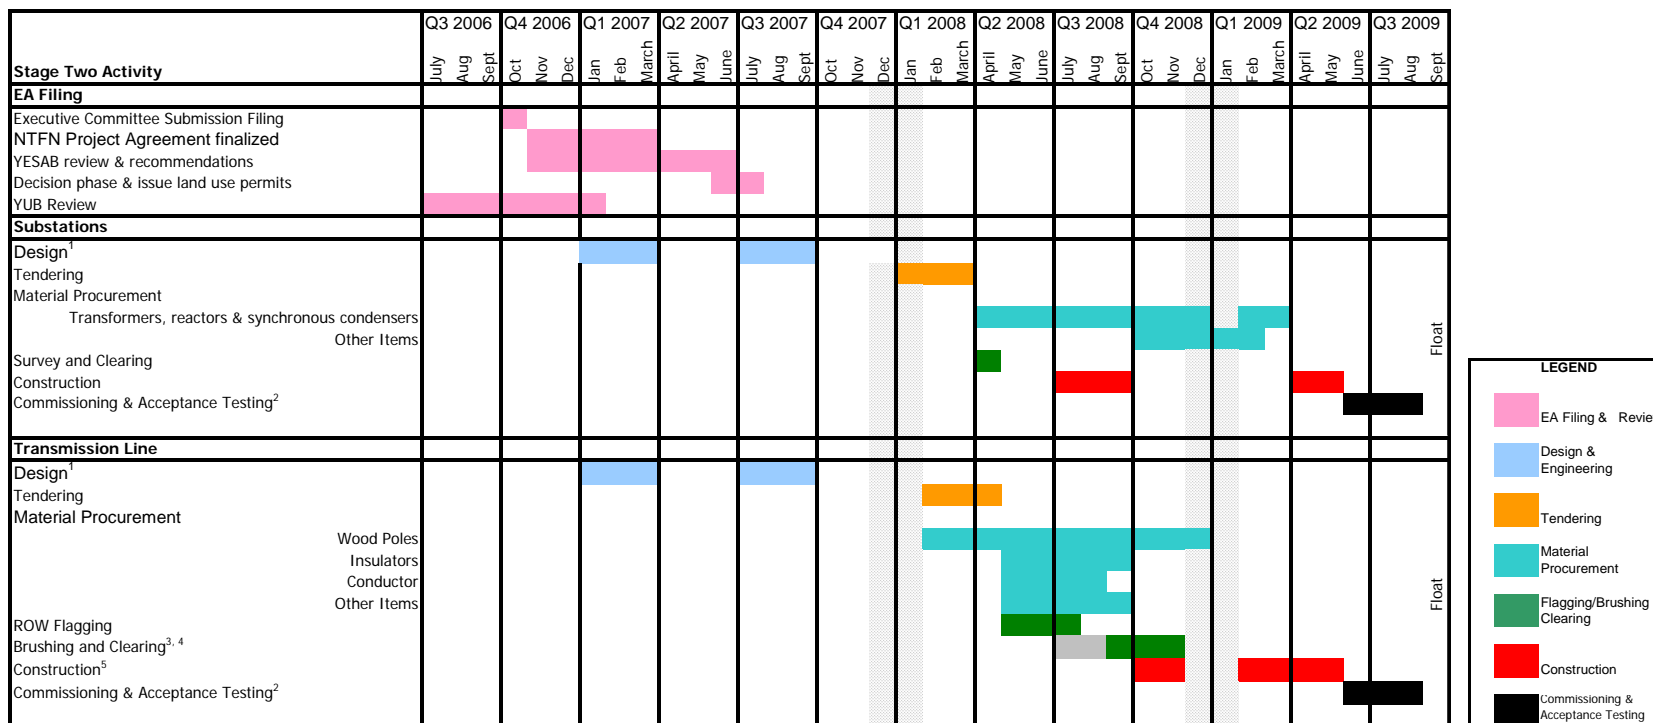 Q3 2006 Q4 2006 Q1 2007 Q2 2007 Q3 2007 Q4 2007 Q1 2008 Q2 2008 Q3 2008 Q4 2008 Q1 2009 Q2 2009 Q3 2009
July Aug Sept Oct Nov Dec Jan Feb March April May June July Aug Sept Oct Nov Dec Jan Feb March April May June July Aug Sept Oct Nov Dec Jan Feb March April May June July Aug Sept
Stage Two Activity
EA Filing
Executive Committee Submission Filing
NTFN Project Agreement finalized
YESAB review & recommendations
Decision phase & issue land use permits
YUB Review
Substations
Design1
Tendering
Material Procurement
Transformers, reactors & synchronous condensers
Other Items
Float
Survey and Clearing
Construction
Commissioning & Acceptance Testing2
Transmission Line
Design1
Tendering
Material Procurement
Wood Poles
Insulators
Conductor
Other Items
Float
ROW Flagging
Brushing and Clearing3, 4
Construction5
Commissioning & Acceptance Testing2
LEGEND
EA Filing & Revie
Design &
Engineering
Tendering
Material
Procurement
Flagging/Brushing
Clearing
Construction
Commissioning &
Acceptance Testing